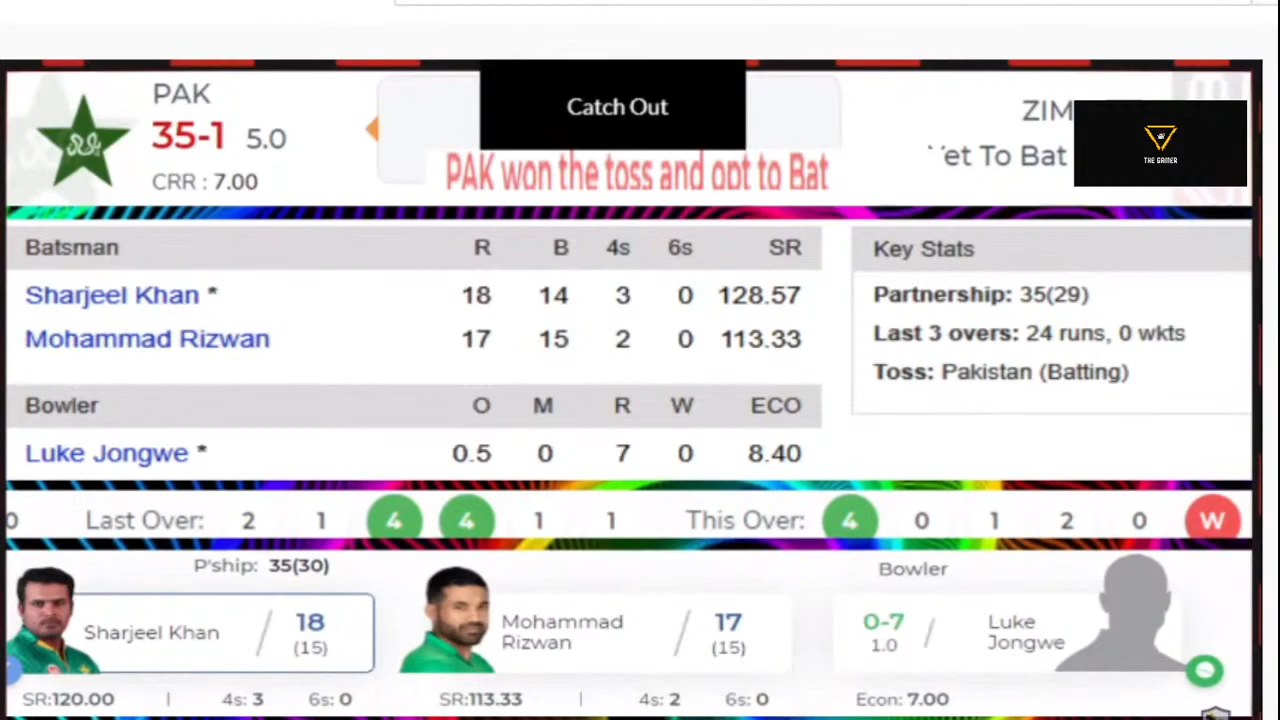 PAK
35-1 5.0
CRR : 7.00
Catch Out
PAK won the toss and opt to Bat
ZIM
et To Bat
THE GAMER
Batsman R B 4s 6s SR
Sharjeel Khan * 18 14 3 0 128.57
Mohammad Rizwan 17 15 2 0 113.33
Bowler O M R W ECO
Luke Jongwe * 0.5 0 7 0 8.40
Key Stats
Partnership: 35(29)
Last 3 overs: 24 runs, 0 wkts
Toss: Pakistan (Batting)
0 Last Over: 2 1 4 4 1 1 This Over: 4 0 1 2 0 W
P'ship: 35(30)
Sharjeel Khan / 18
(15)
Mohammad
Rizwan / 17
(15)
Bowler
0-7
1.0 / Luke
Jongwe
SR:120.00 | 4s: 3 6s: 0
SR:113.33 | 4s: 2 6s: 0
Econ: 7.00